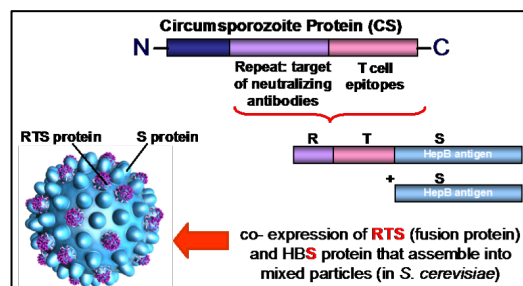 Circumsporozoite Protein (CS)
N
C
Repeat: target
of neutralizing
antibodies
T cell
epitopes
RTS protein
S protein
R T S
HepB antigen
+ S
HepB antigen
co- expression of RTS (fusion protein)
and HBS protein that assemble into
mixed particles (in S. cerevisiae)